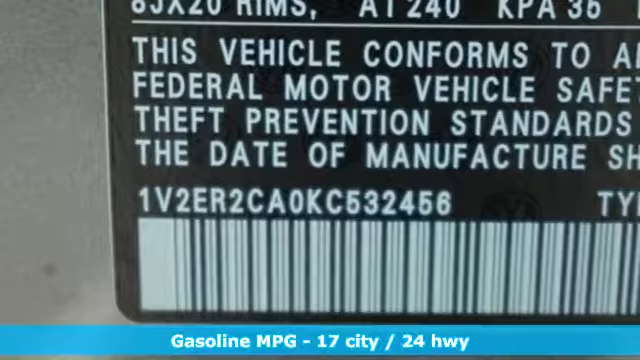 8JX20 RIMS, AT 240 KPA 35
THIS VEHICLE CONFORMS TO
FEDERAL MOTOR VEHICLE
THEFT PREVENTION STANDARDS
THE DATE OF MANUFACTURE
1V2ER2CA0KC532456
Gasoline MPG - 17 city / 24 hwy